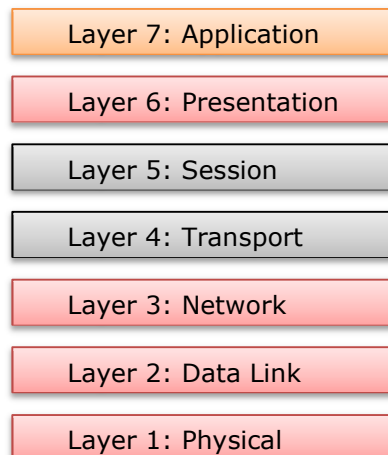 Layer 7: Application
Layer 6: Presentation
Layer 5: Session
Layer 4: Transport
Layer 3: Network
Layer 2: Data Link
Layer 1: Physical